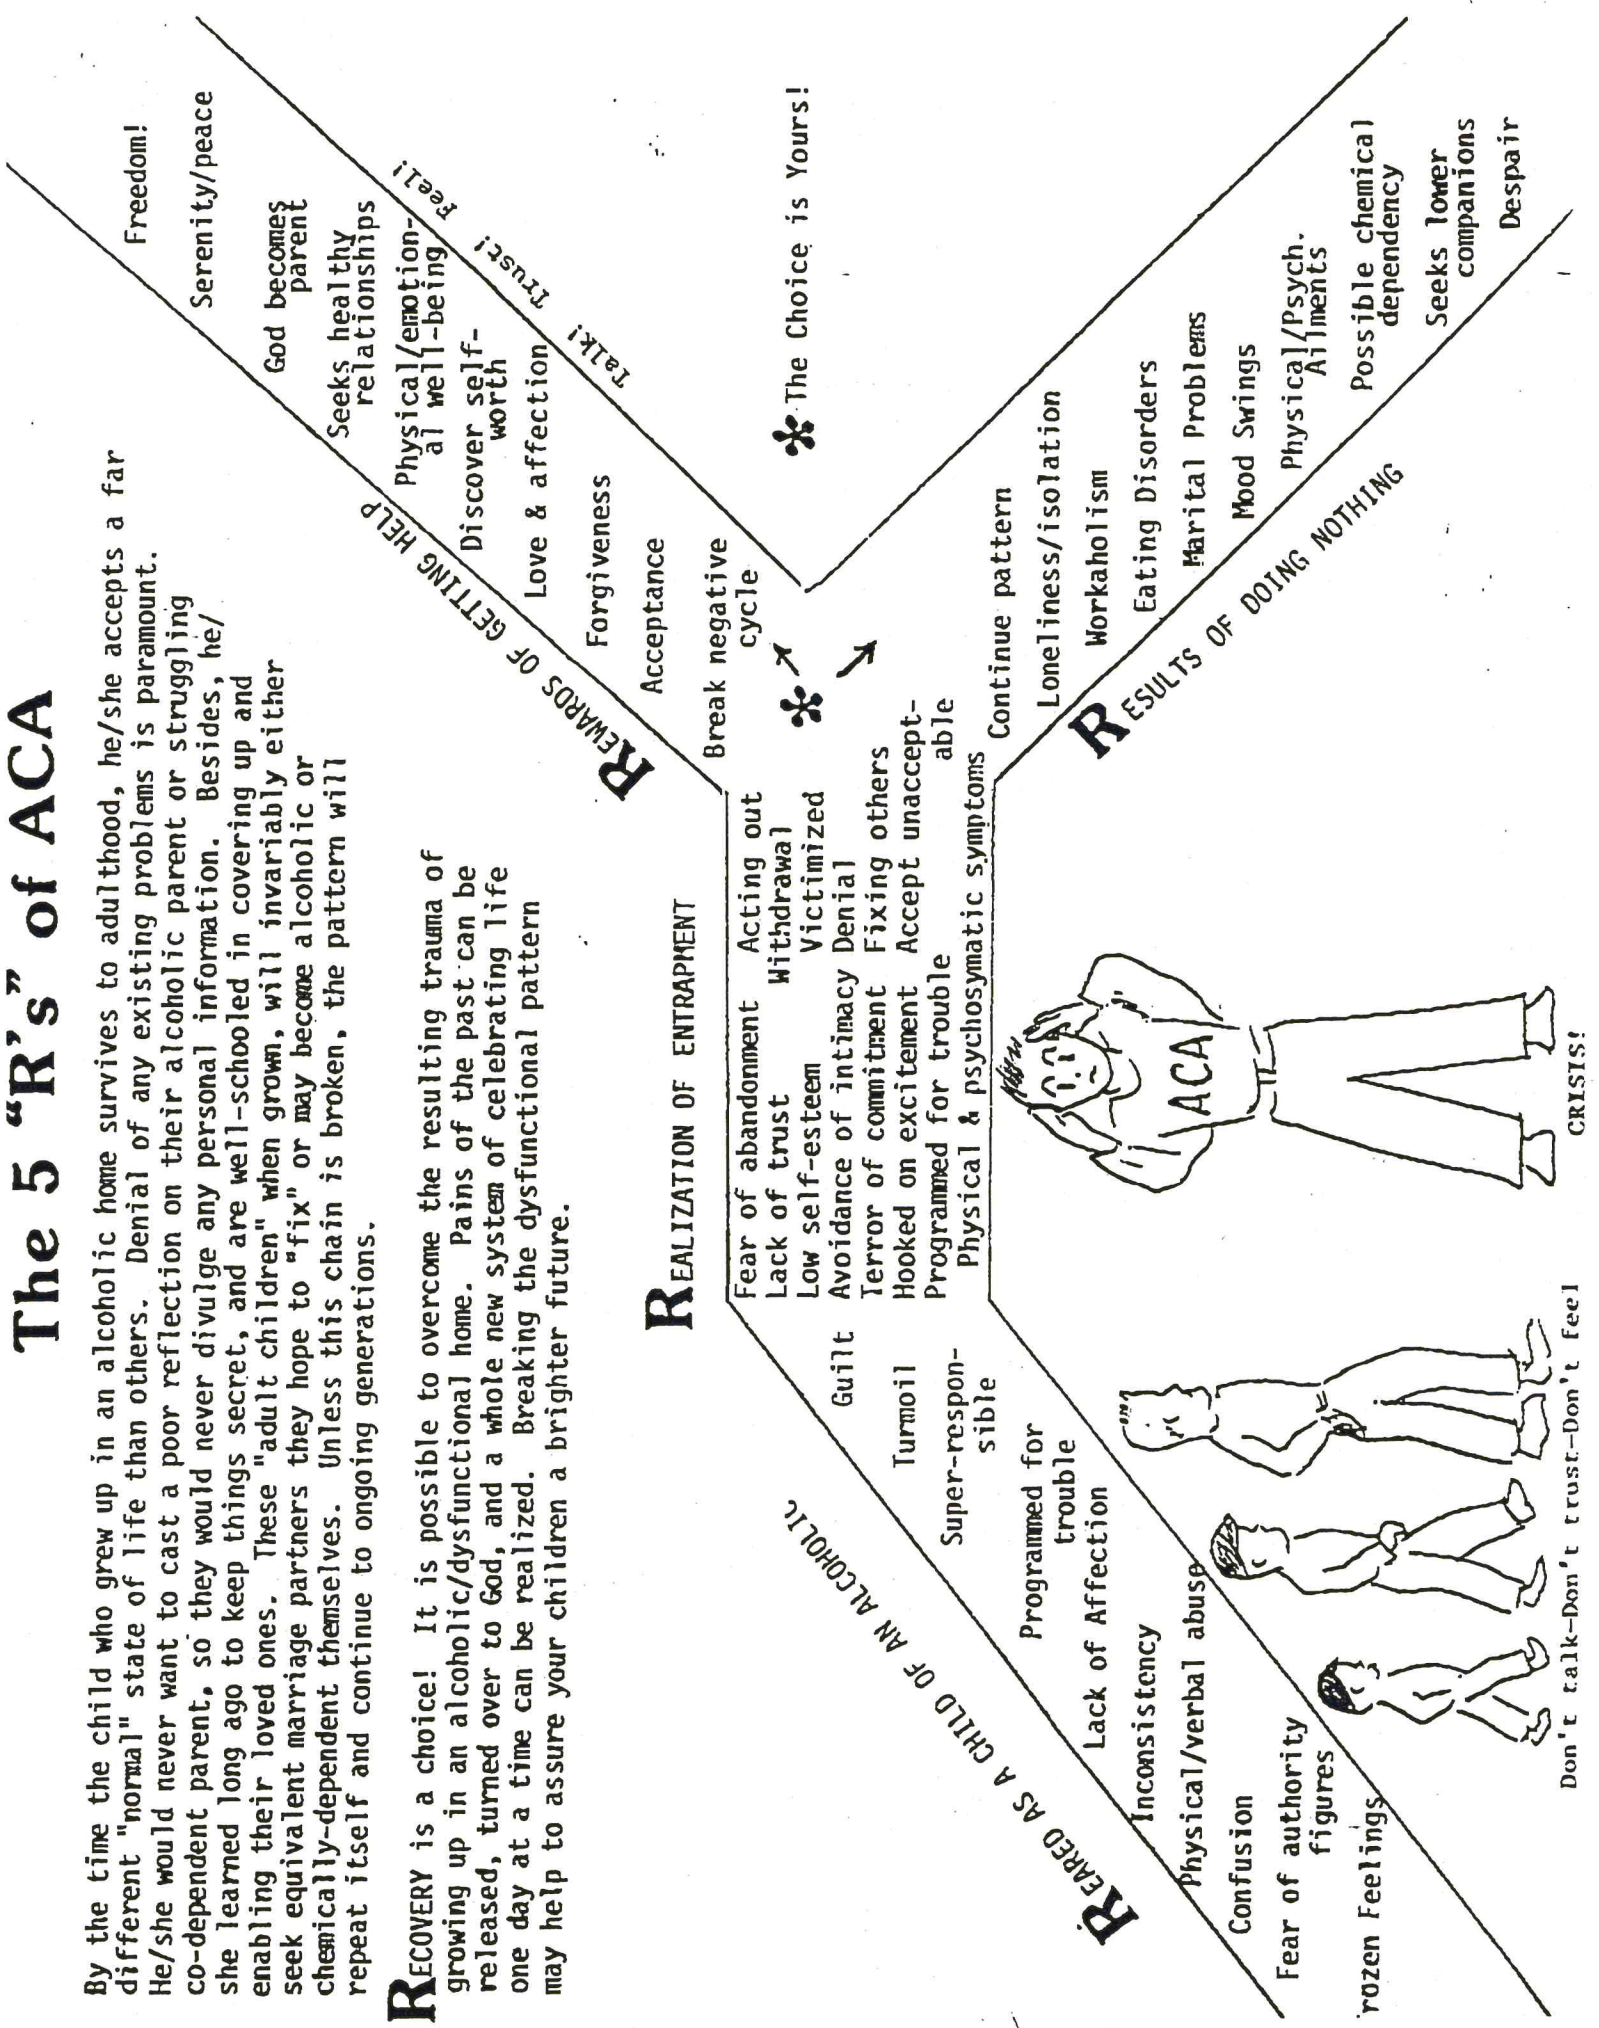 The 5 "R's" of ACA
By the time the child who grew up in an alcoholic home survives to adulthood, he/she accepts a far
different "normal" state of life than others. Denial of any existing problems is paramount.
He/she would never want to cast a poor reflection on their alcoholic parent or struggling
co-dependent parent, so they would never divulge any personal information. Besides, he/
she learned long ago to keep things secret, and are well-schooled in covering up and
enabling their loved ones. These "adult children" when grown, will invariably either
seek equivalent marriage partners they hope to "fix" or may become alcoholic or
chemically-dependent themselves. Unless this chain is broken, the pattern will
repeat itself and continue to ongoing generations.
RECOVERY is a choice! It is possible to overcome the resulting trauma of
growing up in an alcoholic/dysfunctional home. Pains of the past can be
released, turned over to God, and a whole new system of celebrating life
one day at a time can be realized. Breaking the dysfunctional pattern
may help to assure your children a brighter future.
REARED AS A CHILD OF AN ALCOHOLIC
Guilt
Turmoil
Super-respon-
sible
Programmed for
trouble
Lack of Affection
Inconsistency
Physical/verbal abuse
Confusion
Fear of authority
figures
rozen Feelings
REALIZATION OF ENTRAPMENT
Fear of abandonment Acting out
Lack of trust Withdrawal
Low self-esteem Victimized
Avoidance of intimacy Denial
Terror of commitment Fixing others
Hooked on excitement Accept unaccept-
Programmed for trouble able
Physical & psychosymatic symptoms
REWARDS OF GETTING HELP
Freedom!
Serenity/peace
God becomes
parent
Seeks healthy
relationships
Physical/emotion-
al well-being
Discover self-
worth
Love & affection
Forgiveness
Acceptance
Break negative
cycle
Talk! Trust! Feel!
* The Choice is Yours!
*
RESULTS OF DOING NOTHING
Continue pattern
Loneliness/isolation
Workaholism
Eating Disorders
Marital Problems
Mood Swings
Physical/Psych.
Ailments
Possible chemical
dependency
Seeks lower
companions
Despair
ACA
Don't talk-Don't trust-Don't feel
CRISIS!